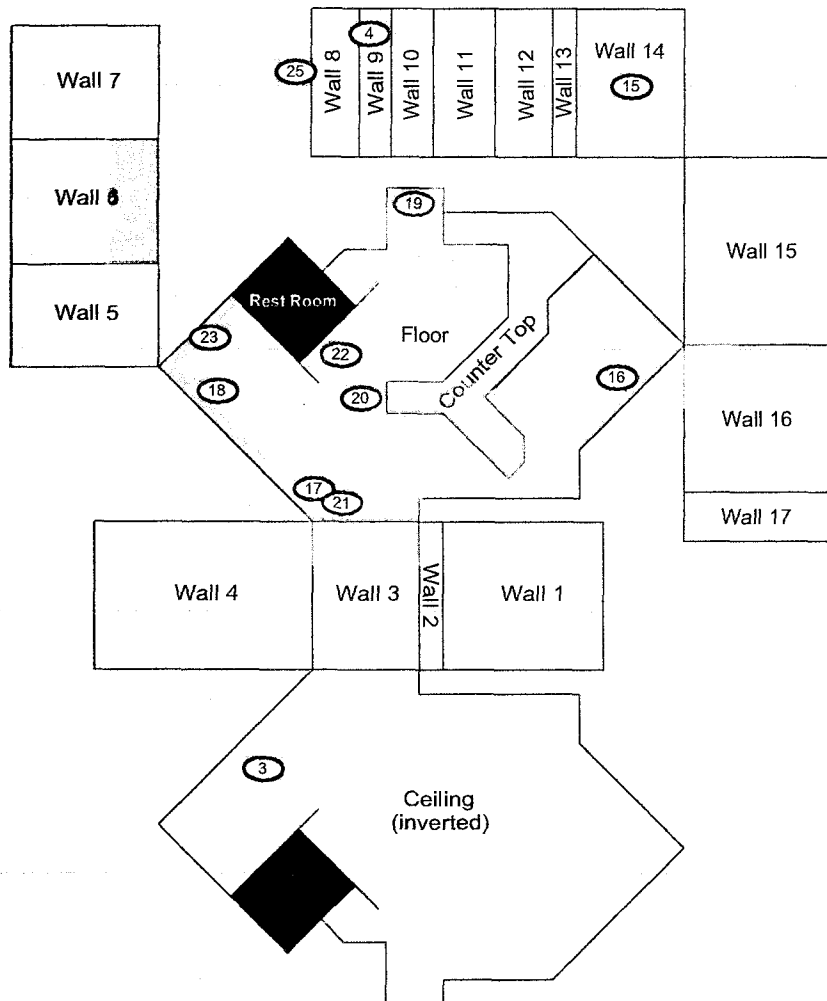 4
Wall 14
25
Wall 8
Wall 9
Wall 10
Wall 11
Wall 12
Wall 13
15
Wall 7
Wall 6
19
Wall 15
Rest Room
Wall 5
23
22
Floor
Counter Top
18
20
16
Wall 16
17
21
Wall 17
Wall 4
Wall 3
Wall 2
Wall 1
3
Ceiling
(inverted)